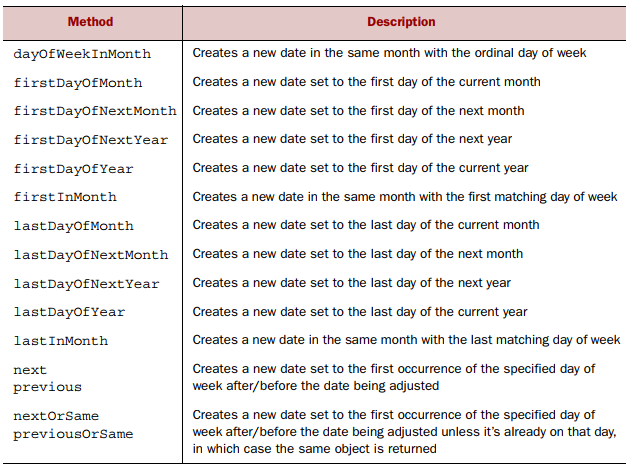 Method Description
dayOfWeekInMonth Creates a new date in the same month with the ordinal day of week
firstDayOfMonth Creates a new date set to the first day of the current month
firstDayOfNextMonth Creates a new date set to the first day of the next month
firstDayOfNextYear Creates a new date set to the first day of the next year
firstDayOfYear Creates a new date set to the first day of the current year
firstInMonth Creates a new date in the same month with the first matching day of week
lastDayOfMonth Creates a new date set to the last day of the current month
lastDayOfNextMonth Creates a new date set to the last day of the next month
lastDayOfNextYear Creates a new date set to the last day of the next year
lastDayOfYear Creates a new date set to the last day of the current year
lastInMonth Creates a new date in the same month with the last matching day of week
next Creates a new date set to the first occurrence of the specified day of
previous week after/before the date being adjusted
nextOrSame Creates a new date set to the first occurrence of the specified day of
previousOrSame week after/before the date being adjusted unless it's already on that day,
in which case the same object is returned